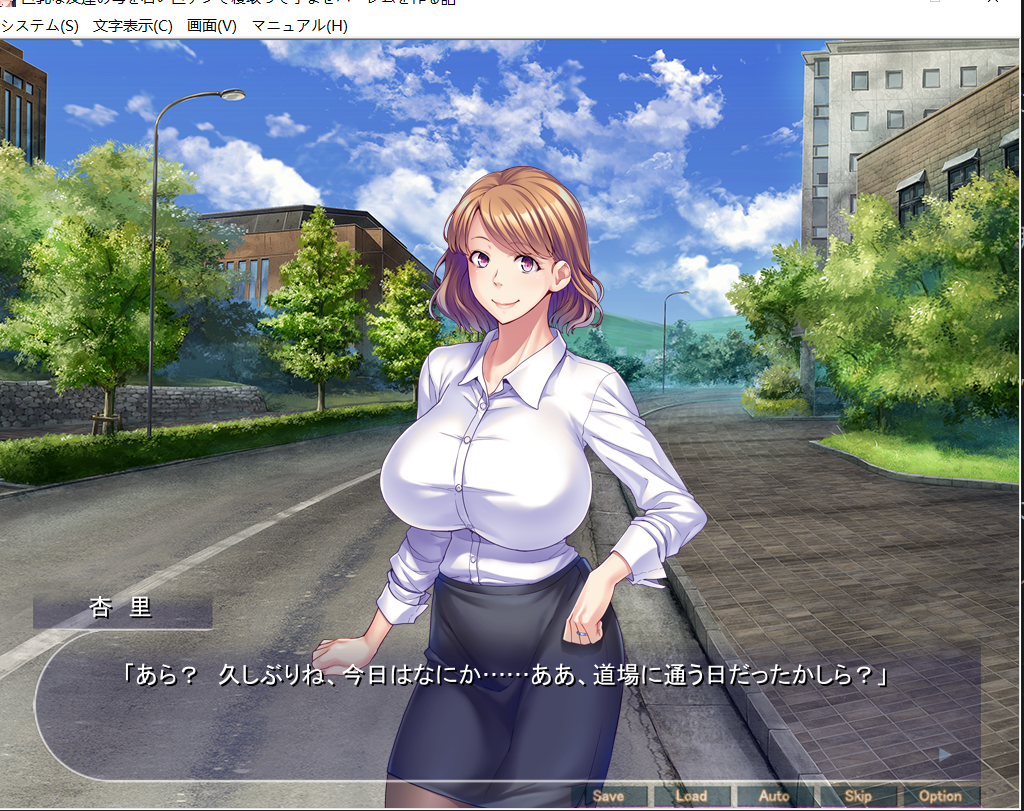 システム(S) 文字表示(C) 画面(V) マニュアル(H)
杏 里
「あら？ 久しぶりね、今日はなにか……ああ、道場に通う日だったかしら？」
Save Load Auto Skip Option